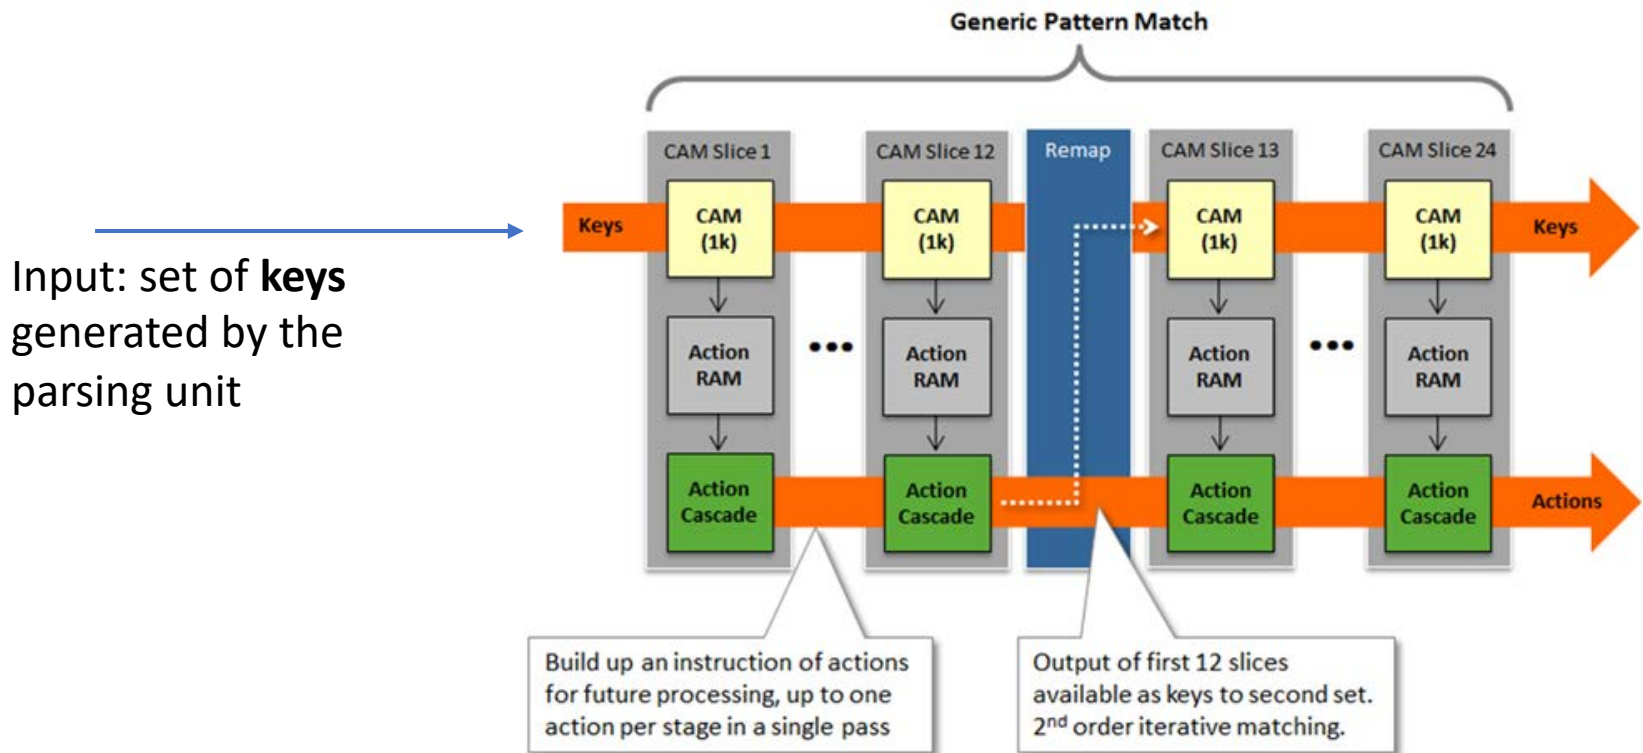 Generic Pattern Match
CAM Slice 1
CAM Slice 12
Remap
CAM Slice 13
CAM Slice 24
Keys
CAM
(1k)
CAM
(1k)
CAM
(1k)
CAM
(1k)
Keys
Input: set of keys
generated by the
parsing unit
Action
RAM
•••
Action
RAM
Action
RAM
•••
Action
RAM
Action
Cascade
Action
Cascade
Action
Cascade
Action
Cascade
Actions
Build up an instruction of actions
for future processing, up to one
action per stage in a single pass
Output of first 12 slices
available as keys to second set.
2nd order iterative matching.